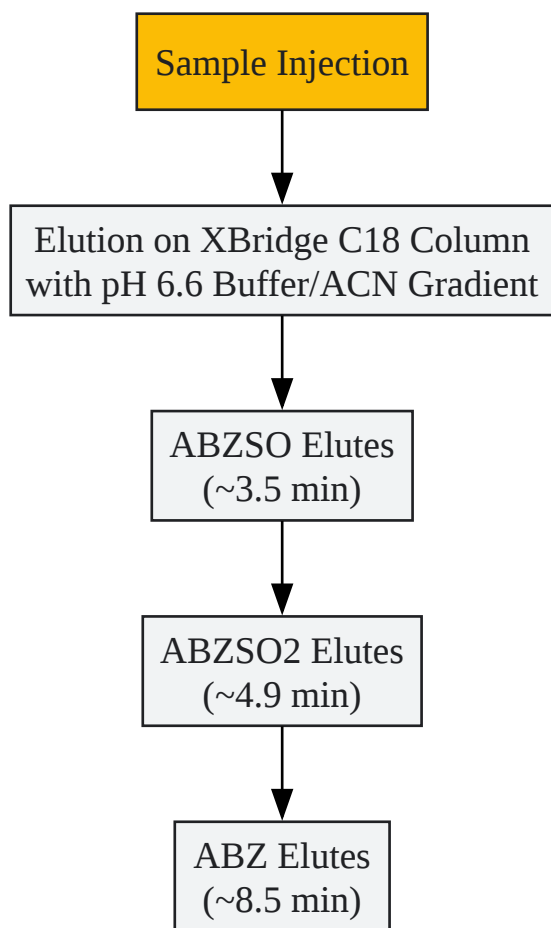 Sample Injection
Elution on XBridge C18 Column
with pH 6.6 Buffer/ACN Gradient
ABZSO Elutes
(~3.5 min)
ABZSO2 Elutes
(~4.9 min)
ABZ Elutes
(~8.5 min)